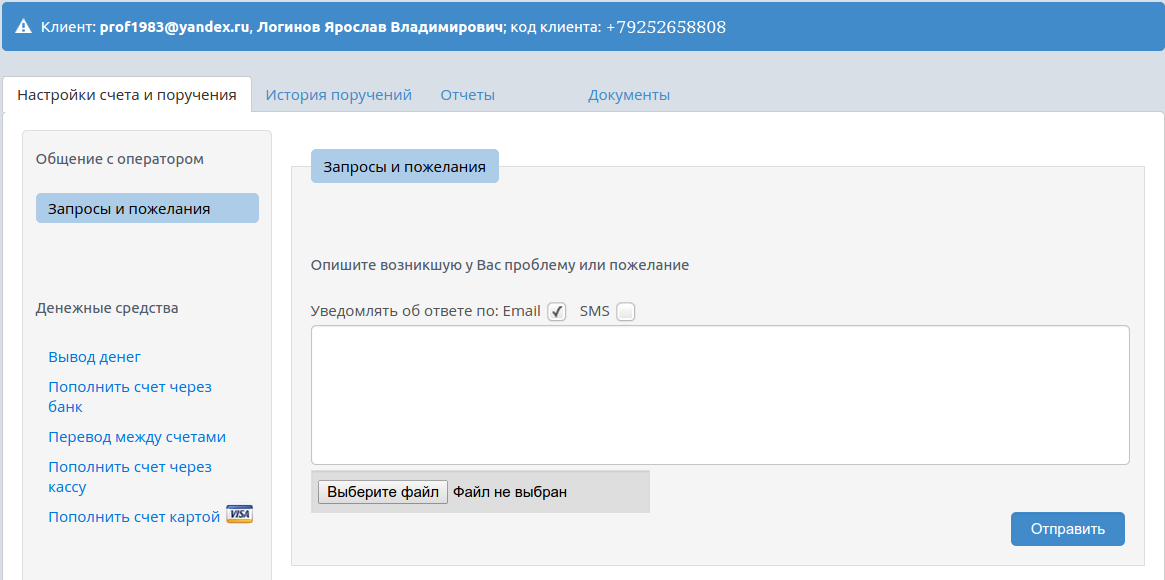 Клиент: prof1983@yandex.ru, Логинов Ярослав Владимирович; код клиента: +79252658808
Настройки счета и поручения История поручений Отчеты Документы
Общение с оператором
Запросы и пожелания
Денежные средства
Вывод денег
Пополнить счет через
банк
Перевод между счетами
Пополнить счет через
кассу
Пополнить счет картой VISA
Запросы и пожелания
Опишите возникшую у Вас проблему или пожелание
Уведомлять об ответе по: Email SMS
Выберите файл Файл не выбран
Отправить